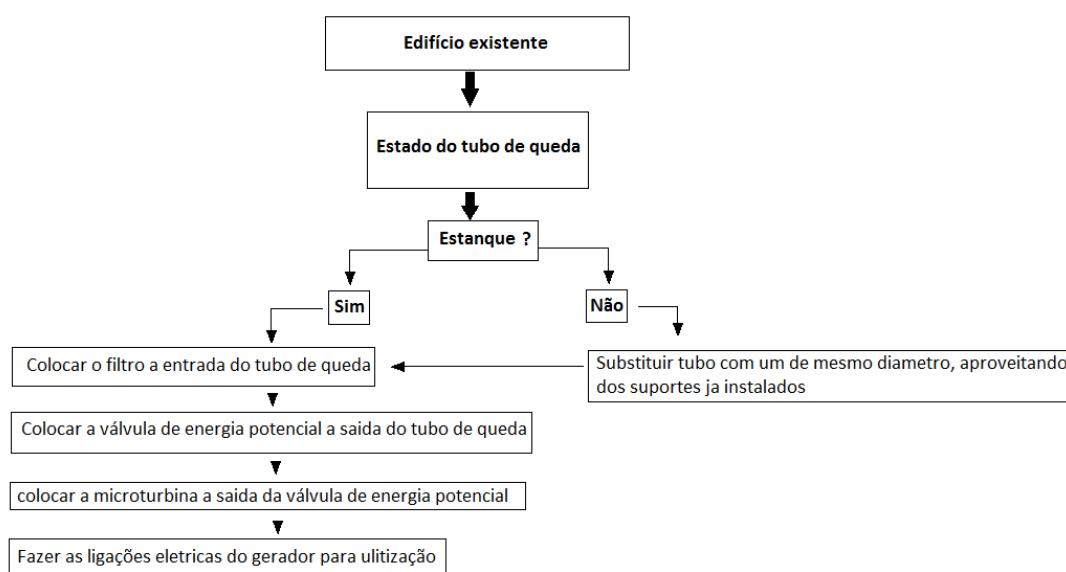 Edifício existente
Estado do tubo de queda
Estanque ?
Sim
Não
Colocar o filtro a entrada do tubo de queda
Substituir tubo com um de mesmo diametro, aproveitando
dos suportes ja instalados
Colocar a válvula de energia potencial a saida do tubo de queda
colocar a microturbina a saida da válvula de energia potencial
Fazer as ligações eletricas do gerador para ulitização